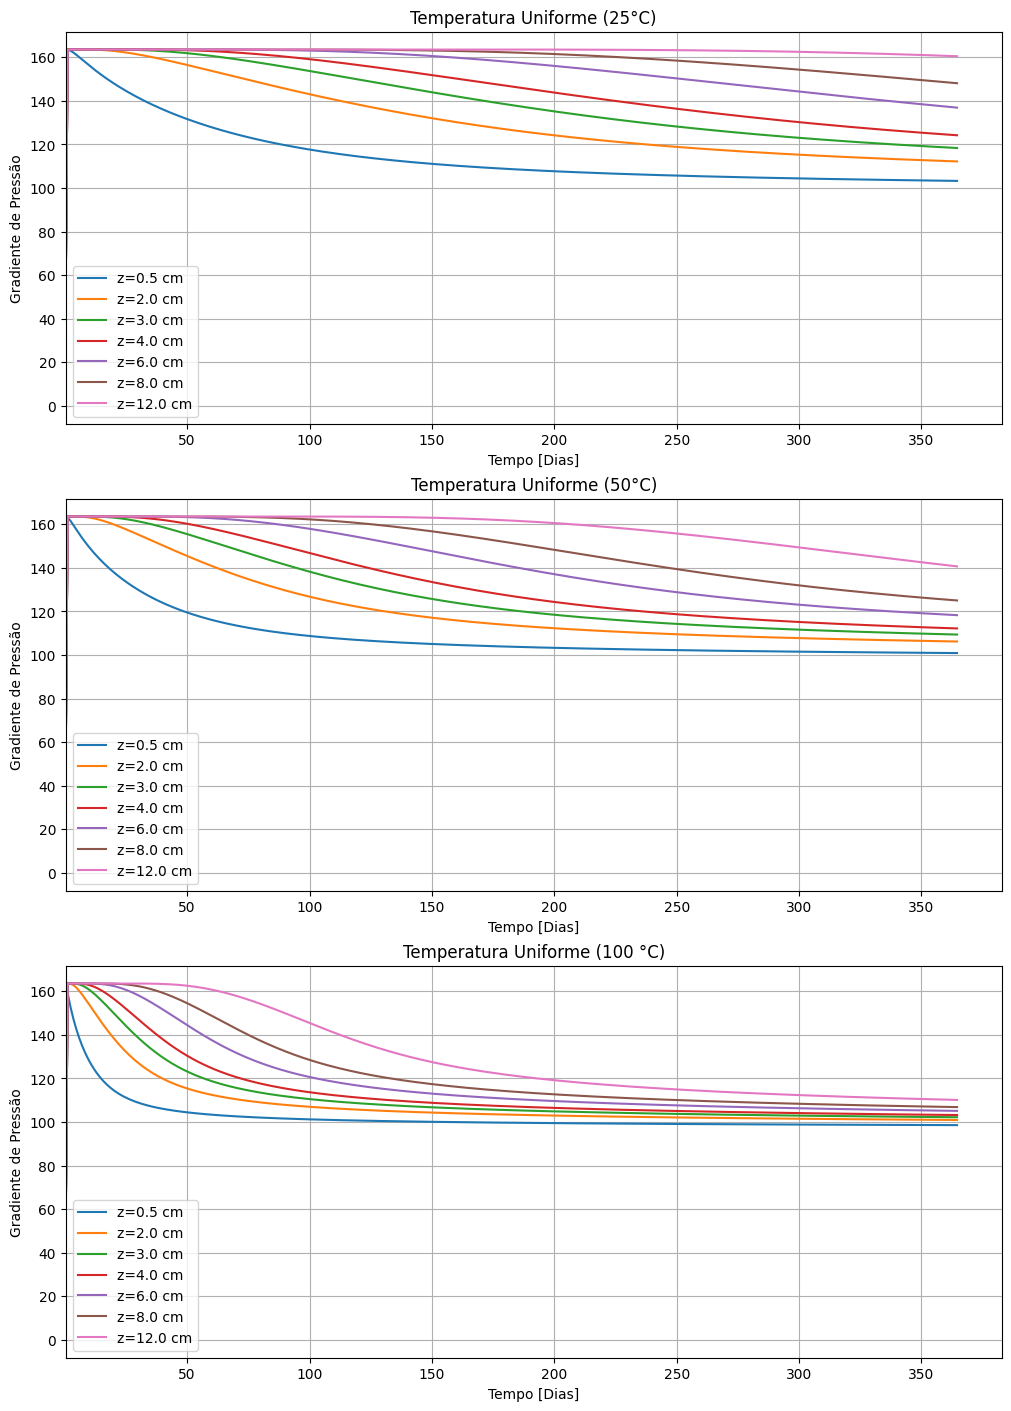 Temperatura Uniforme (25°C)
160
140
120
100
80
60
40
20
0
Gradiente de Pressão
z=0.5 cm
z=2.0 cm
z=3.0 cm
z=4.0 cm
z=6.0 cm
z=8.0 cm
z=12.0 cm
50 100 150 200 250 300 350
Tempo [Dias]
Temperatura Uniforme (50°C)
160
140
120
100
80
60
40
20
0
Gradiente de Pressão
z=0.5 cm
z=2.0 cm
z=3.0 cm
z=4.0 cm
z=6.0 cm
z=8.0 cm
z=12.0 cm
50 100 150 200 250 300 350
Tempo [Dias]
Temperatura Uniforme (100 °C)
160
140
120
100
80
60
40
20
0
Gradiente de Pressão
z=0.5 cm
z=2.0 cm
z=3.0 cm
z=4.0 cm
z=6.0 cm
z=8.0 cm
z=12.0 cm
50 100 150 200 250 300 350
Tempo [Dias]